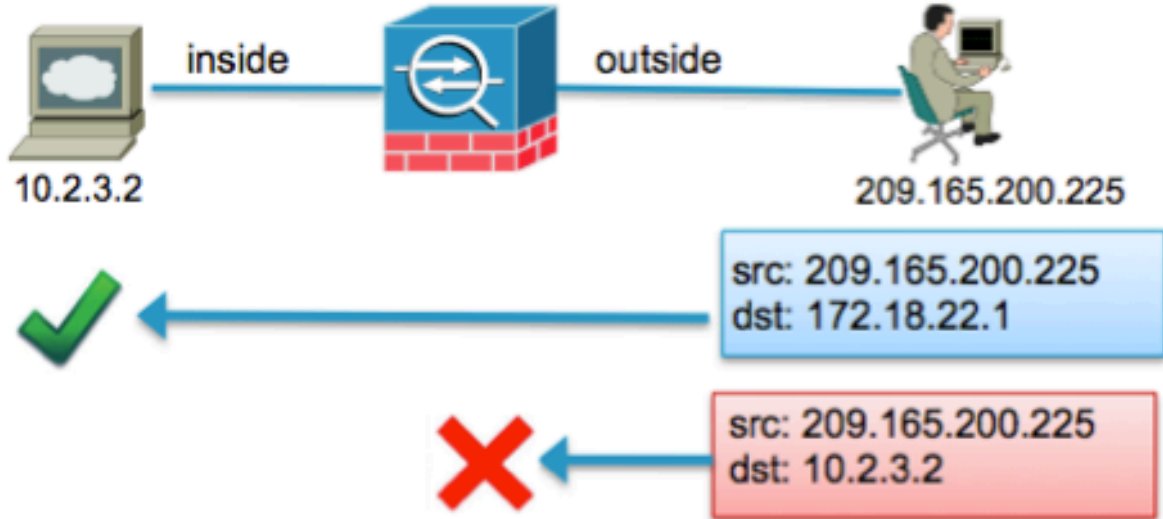 inside
outside
10.2.3.2
209.165.200.225
src: 209.165.200.225
dst: 172.18.22.1
src: 209.165.200.225
dst: 10.2.3.2